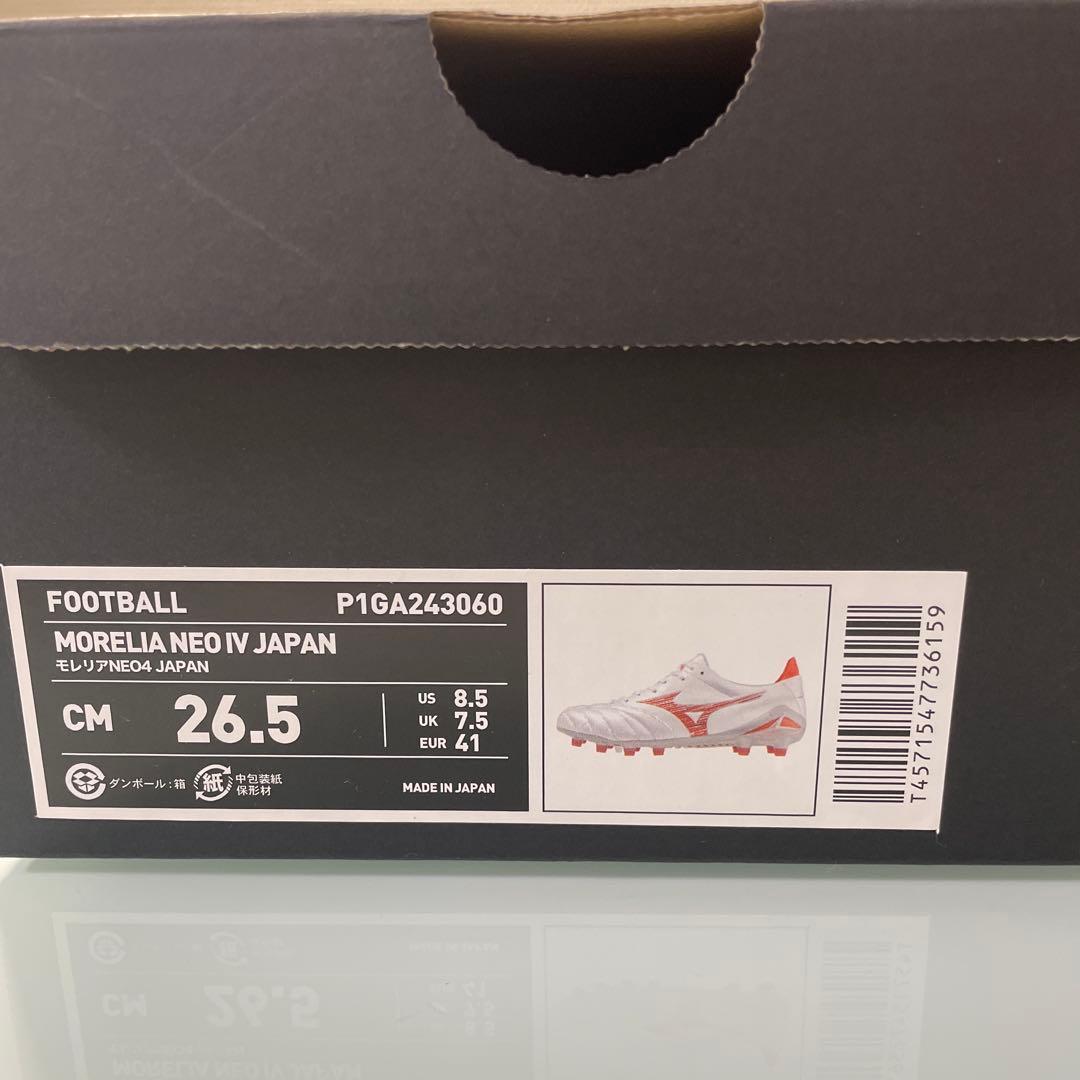 FOOTBALL P1GA243060
MORELIA NEO IV JAPAN
モレリアNEO4 JAPAN
CM 26.5
US 8.5
UK 7.5
EUR 41
ダンボール:箱
紙 中包装紙
保形材
MADE IN JAPAN
T4571547736159